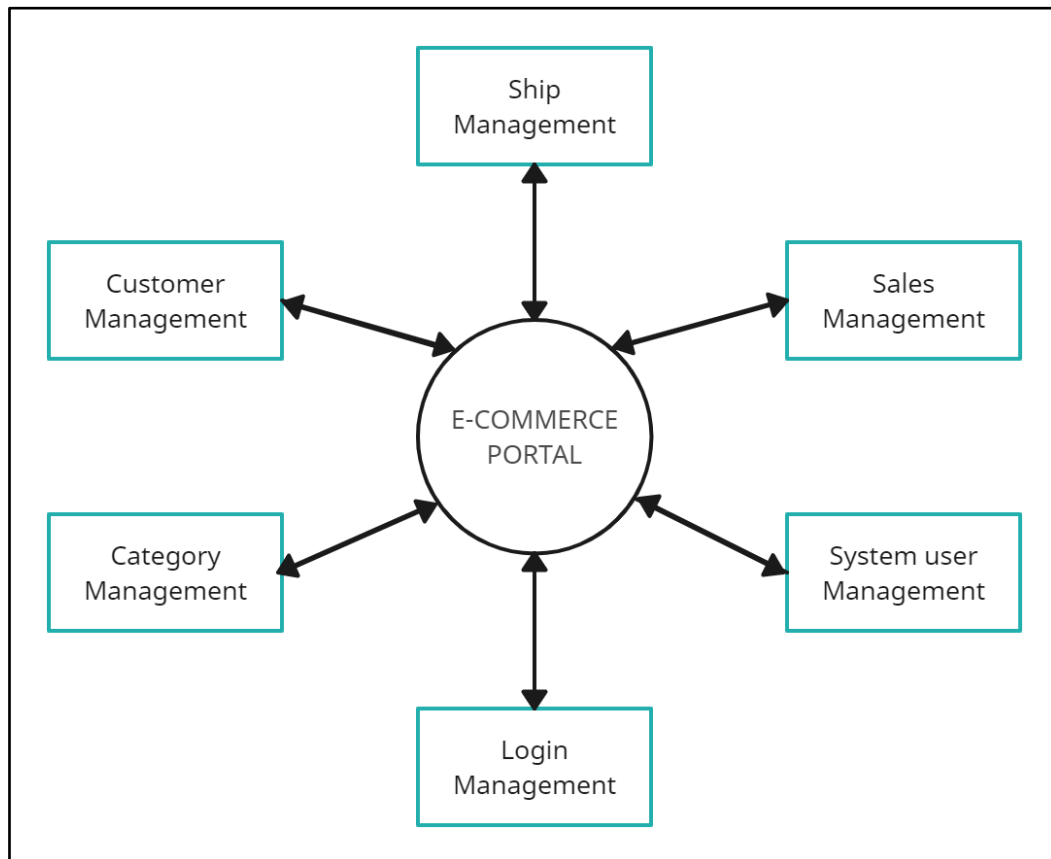 Ship
Management
Customer
Management
Sales
Management
E-COMMERCE
PORTAL
Category
Management
System user
Management
Login
Management